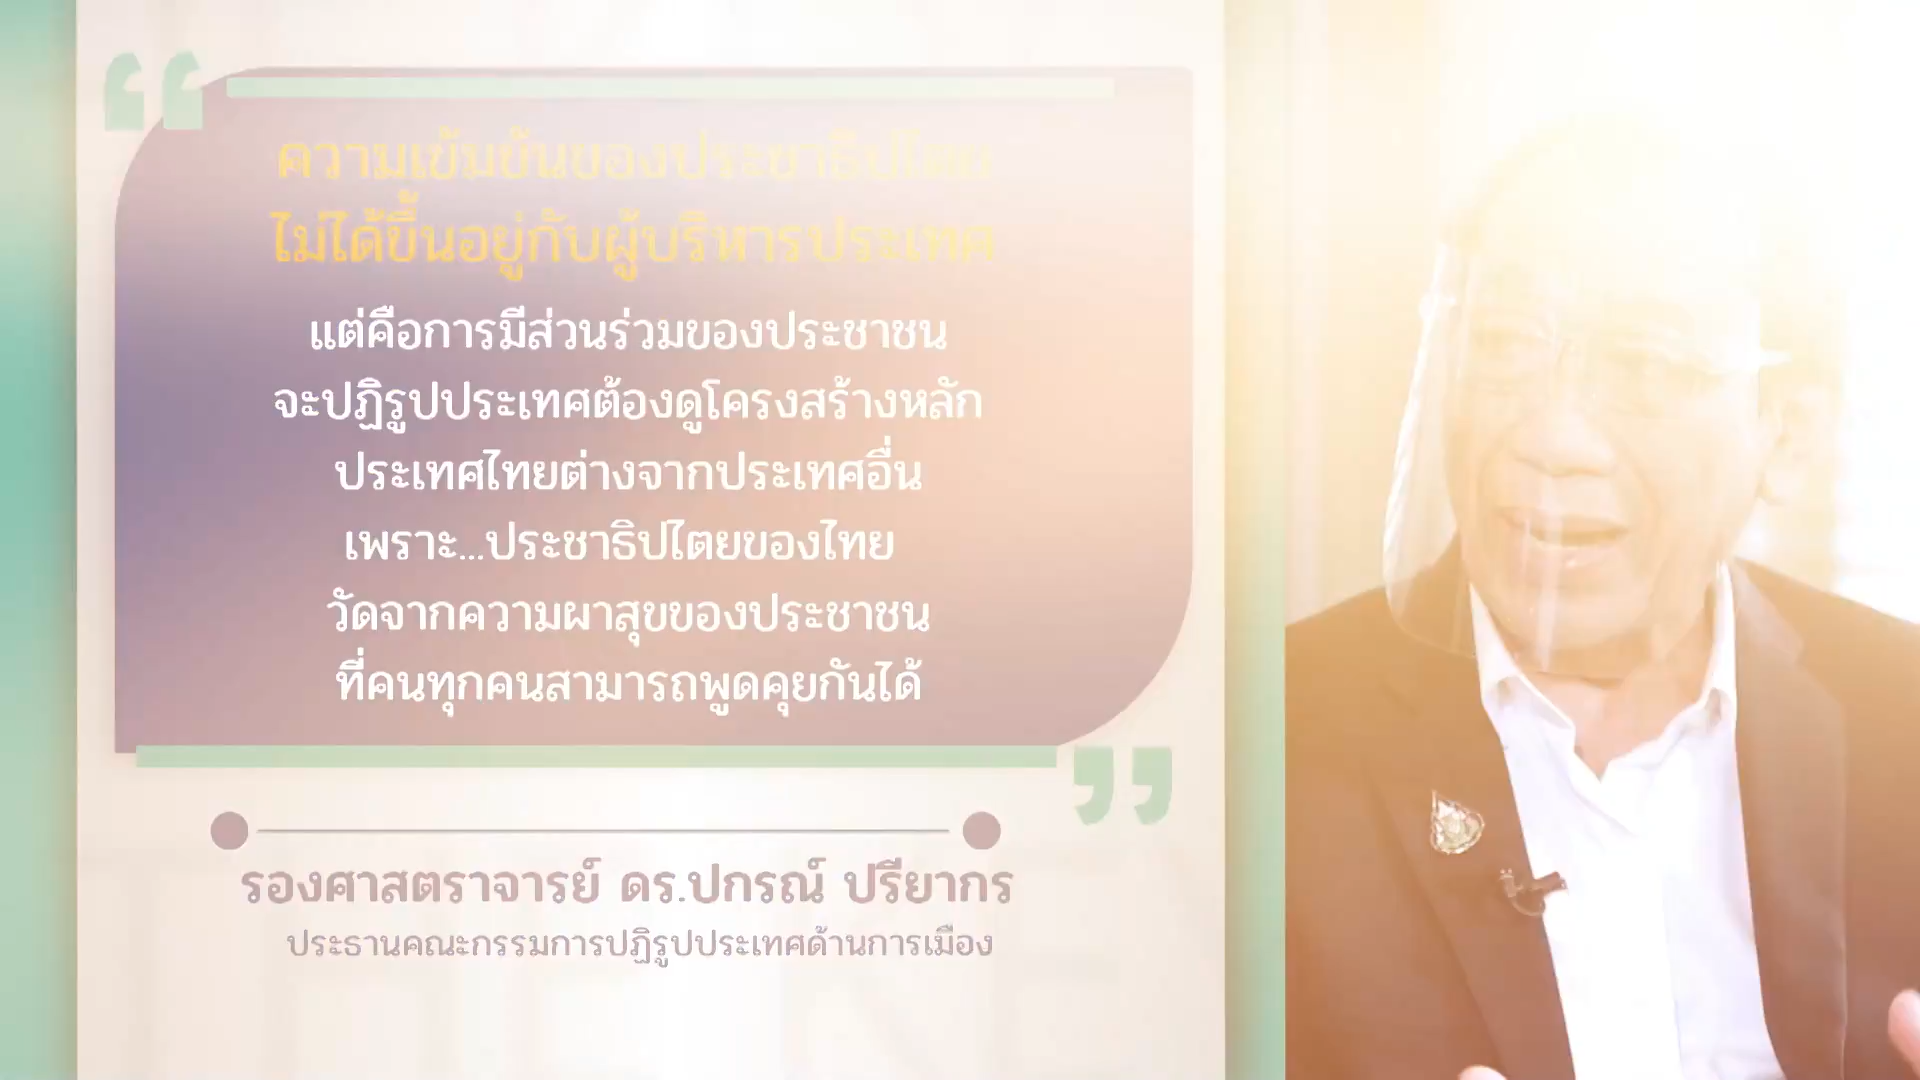 ความเข้มข้นของประชาธิปไตย
ไม่ได้ขึ้นอยู่กับผู้บริหารประเทศ
แต่คือการมีส่วนร่วมของประชาชน
จะปฏิรูปประเทศต้องดูโครงสร้างหลัก
ประเทศไทยต่างจากประเทศอื่น
เพราะ...ประชาธิปไตยของไทย
วัดจากความผาสุขของประชาชน
ที่คนทุกคนสามารถพูดคุยกันได้
รองศาสตราจารย์ ดร.ปกรณ์ ปรียากร
ประธานคณะกรรมการปฏิรูปประเทศด้านการเมือง